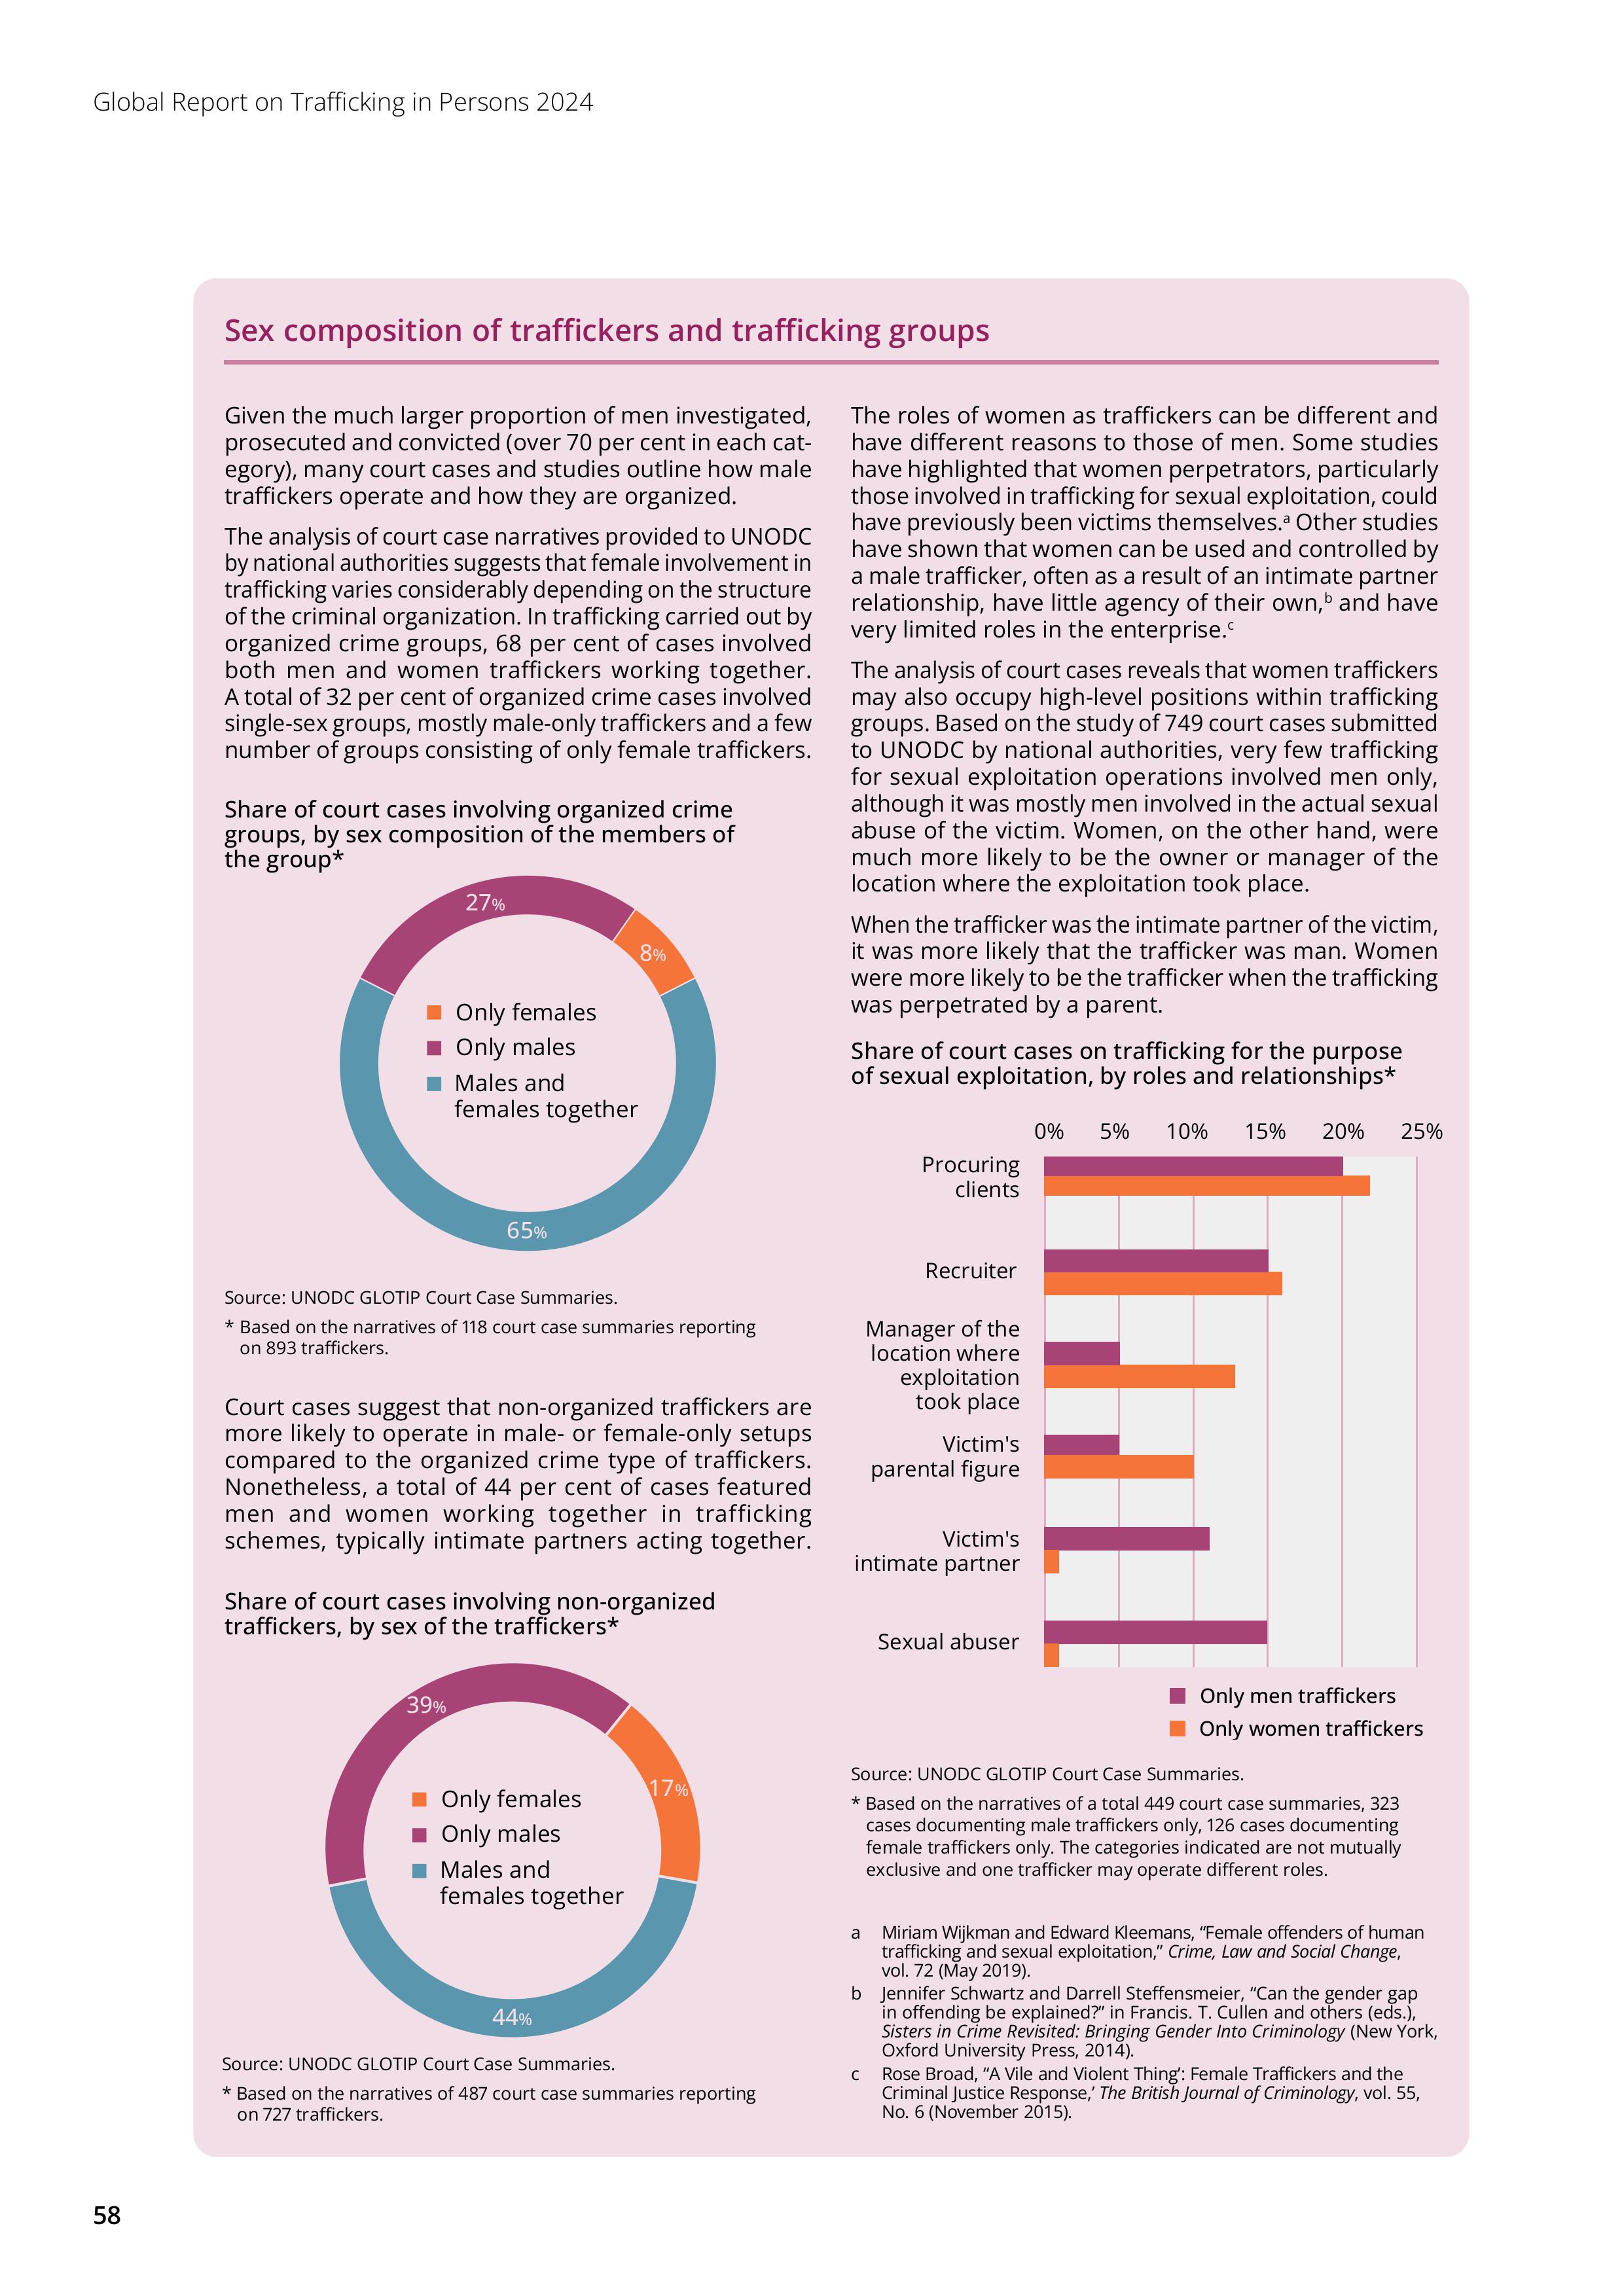 Global Report on Trafficking in Persons 2024
Sex composition of traffickers and trafficking groups
Given the much larger proportion of men investigated,
prosecuted and convicted (over 70 per cent in each cat-
egory), many court cases and studies outline how male
traffickers operate and how they are organized.
The analysis of court case narratives provided to UNODC
by national authorities suggests that female involvement in
trafficking varies considerably depending on the structure
of the criminal organization. In trafficking carried out by
organized crime groups, 68 per cent of cases involved
both men and women traffickers working together.
A total of 32 per cent of organized crime cases involved
single-sex groups, mostly male-only traffickers and a few
number of groups consisting of only female traffickers.
Share of court cases involving organized crime
groups, by sex composition of the members of
the group*
27%
8%
Only females
Only males
Males and
females together
65%
Source: UNODC GLOTIP Court Case Summaries.
* Based on the narratives of 118 court case summaries reporting
on 893 traffickers.
Court cases suggest that non-organized traffickers are
more likely to operate in male- or female-only setups
compared to the organized crime type of traffickers.
Nonetheless, a total of 44 per cent of cases featured
men and women working together in trafficking
schemes, typically intimate partners acting together.
Share of court cases involving non-organized
traffickers, by sex of the traffickers*
39%
17%
Only females
Only males
Males and
females together
44%
Source: UNODC GLOTIP Court Case Summaries.
* Based on the narratives of 487 court case summaries reporting
on 727 traffickers.
The roles of women as traffickers can be different and
have different reasons to those of men. Some studies
have highlighted that women perpetrators, particularly
those involved in trafficking for sexual exploitation, could
have previously been victims themselves.a Other studies
have shown that women can be used and controlled by
a male trafficker, often as a result of an intimate partner
relationship, have little agency of their own,b and have
very limited roles in the enterprise.c
The analysis of court cases reveals that women traffickers
may also occupy high-level positions within trafficking
groups. Based on the study of 749 court cases submitted
to UNODC by national authorities, very few trafficking
for sexual exploitation operations involved men only,
although it was mostly men involved in the actual sexual
abuse of the victim. Women, on the other hand, were
much more likely to be the owner or manager of the
location where the exploitation took place.
When the trafficker was the intimate partner of the victim,
it was more likely that the trafficker was man. Women
were more likely to be the trafficker when the trafficking
was perpetrated by a parent.
Share of court cases on trafficking for the purpose
of sexual exploitation, by roles and relationships*
0% 5% 10% 15% 20% 25%
Procuring
clients
Recruiter
Manager of the
location where
exploitation
took place
Victim's
parental figure
Victim's
intimate partner
Sexual abuser
Only men traffickers
Only women traffickers
Source: UNODC GLOTIP Court Case Summaries.
* Based on the narratives of a total 449 court case summaries, 323
cases documenting male traffickers only, 126 cases documenting
female traffickers only. The categories indicated are not mutually
exclusive and one trafficker may operate different roles.
a Miriam Wijkman and Edward Kleemans, “Female offenders of human
trafficking and sexual exploitation,” Crime, Law and Social Change,
vol. 72 (May 2019).
b Jennifer Schwartz and Darrell Steffensmeier, “Can the gender gap
in offending be explained?” in Francis. T. Cullen and others (eds.),
Sisters in Crime Revisited: Bringing Gender Into Criminology (New York,
Oxford University Press, 2014).
c Rose Broad, “A Vile and Violent Thing’: Female Traffickers and the
Criminal Justice Response,’ The British Journal of Criminology, vol. 55,
No. 6 (November 2015).
58